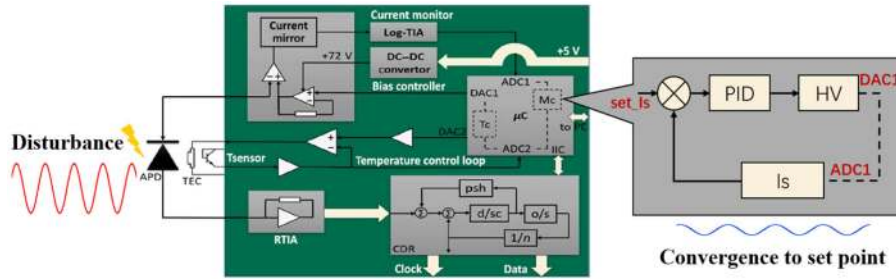 Current monitor
Current
mirror
Log-TIA
+72 V
DC–DC
convertor
+5 V
Bias controller
DAC1
ADC1
Mc
μC
Tc
DAC2
ADC2
IIC
to PC
Disturbance
APD
TEC
Tsensor
Temperature control loop
RTIA
psh
Σ
Σ
d/sc
o/s
1/n
CDR
Clock
Data
set_Is
PID
HV
DAC1
ADC1
Is
Convergence to set point